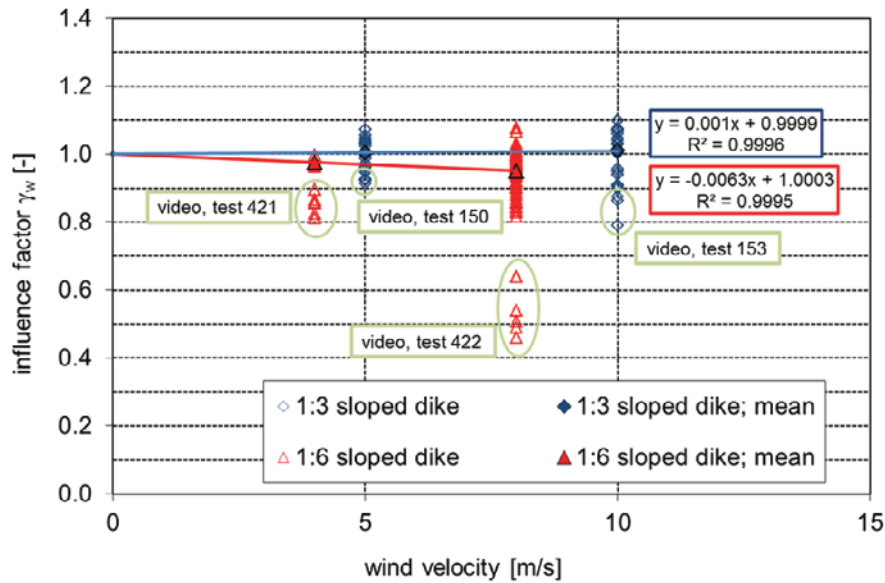 1.4
1.2
1.0
0.8
0.6
0.4
0.2
0.0
0
5
10
15
influence factor γw [-]
wind velocity [m/s]
y = 0.001x + 0.9999
R² = 0.9996
y = -0.0063x + 1.0003
R² = 0.9995
video, test 421
video, test 150
video, test 153
video, test 422
1:3 sloped dike
1:3 sloped dike; mean
1:6 sloped dike
1:6 sloped dike; mean